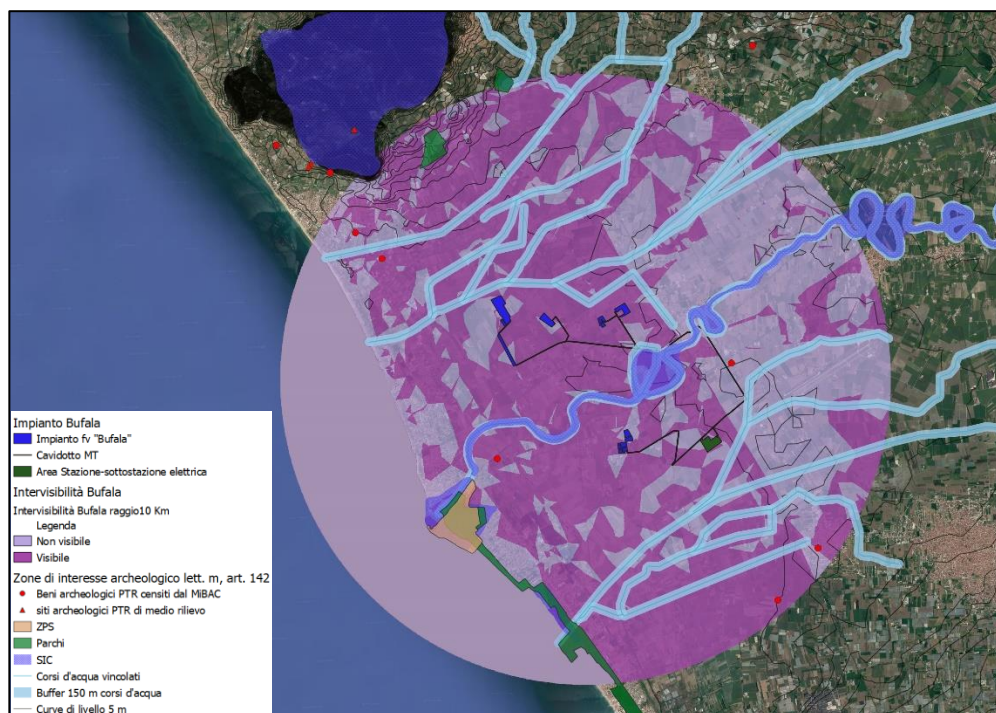 Impianto Bufala
Impianto fv "Bufala"
Cavidotto MT
Area Stazione-sottostazione elettrica
Intervisibilità Bufala
Intervisibilità Bufala raggio10 Km
Legenda
Non visibile
Visibile
Zone di interesse archeologico lett. m, art. 142
Beni archeologici PTR censiti dal MiBAC
siti archeologici PTR di medio rilievo
ZPS
Parchi
SIC
Corsi d'acqua vincolati
Buffer 150 m corsi d'acqua
Curve di livello 5 m